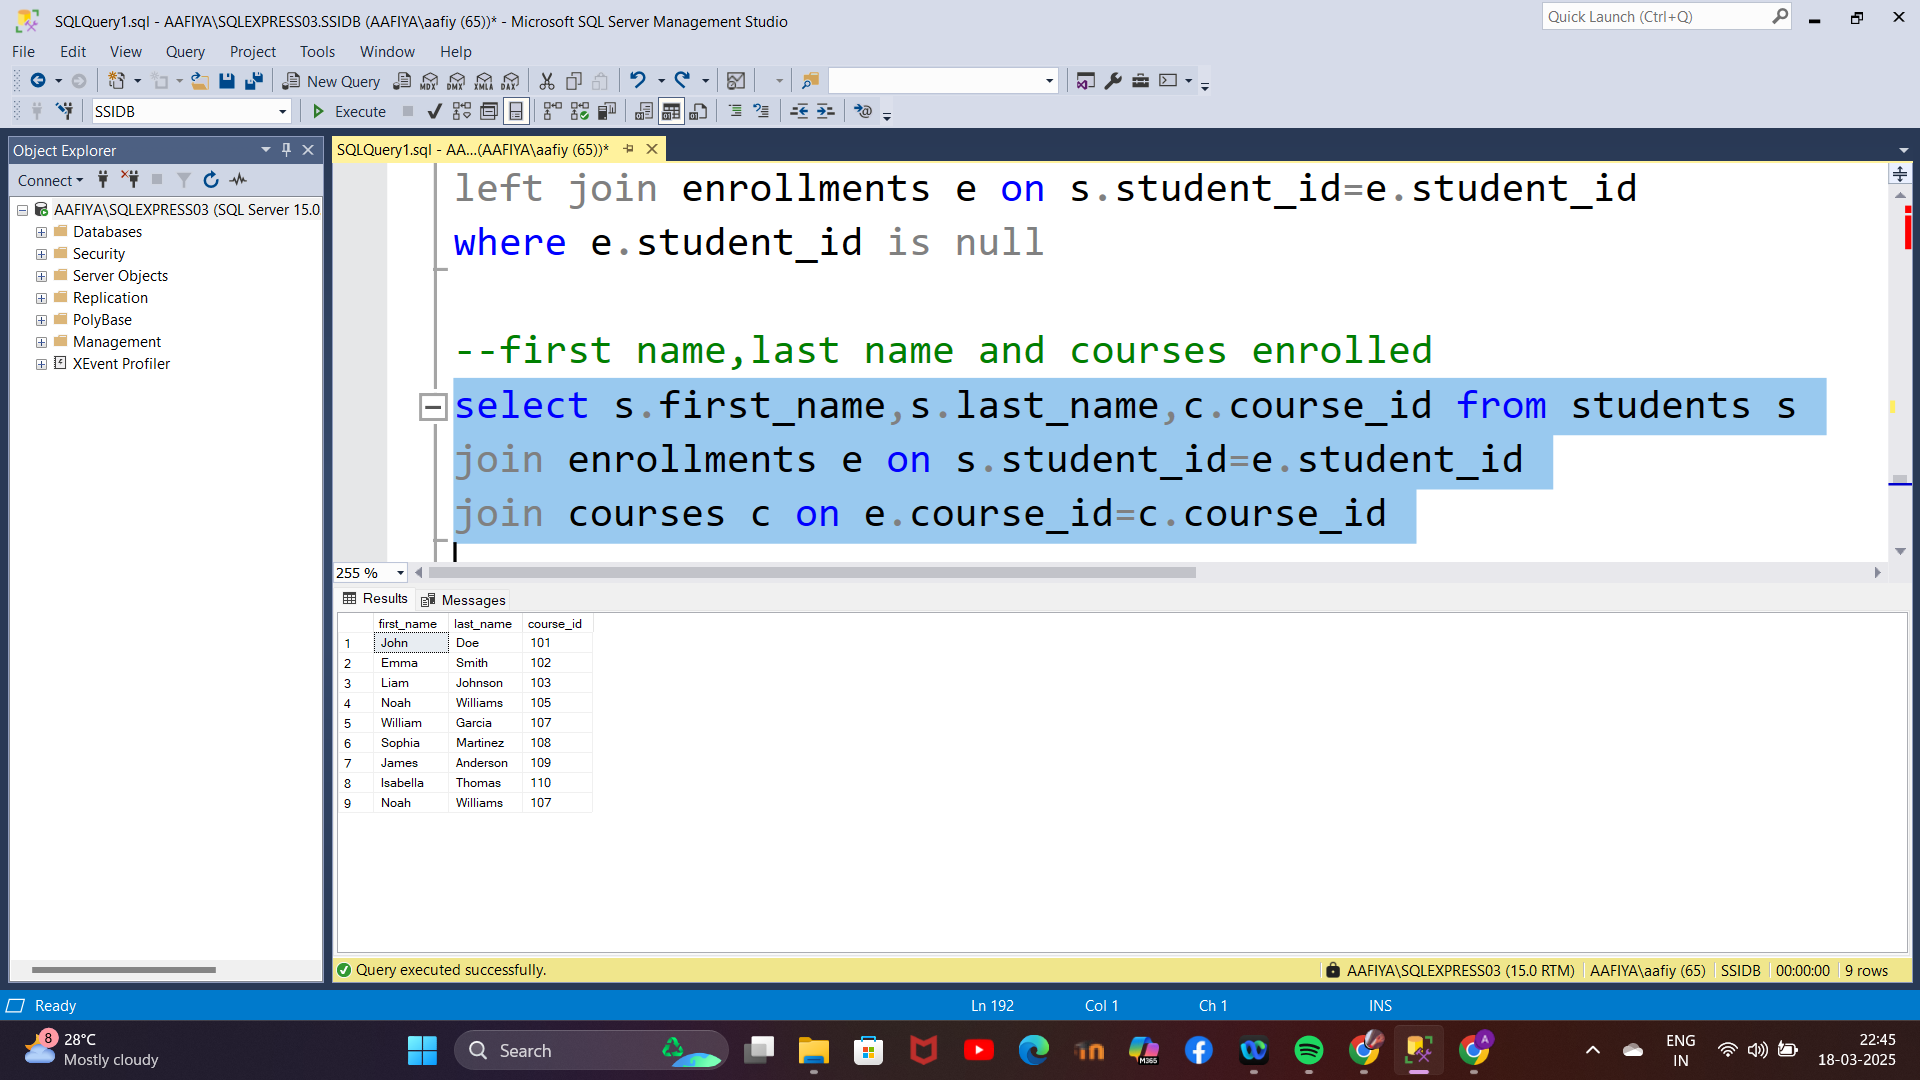 SQLQuery1.sql - AAFIYA\SQLEXPRESS03.SSIDB (AAFIYA\aafiy (65))* - Microsoft SQL Server Management Studio
Quick Launch (Ctrl+Q)
File Edit View Query Project Tools Window Help
New Query MDX DMX XMLA DAX
SSIDB Execute
Object Explorer
SQLQuery1.sql - AA...(AAFIYA\aafiy (65))*
Connect
AAFIYA\SQLEXPRESS03 (SQL Server 15.0
Databases
Security
Server Objects
Replication
PolyBase
Management
XEvent Profiler
left join enrollments e on s.student_id=e.student_id
where e.student_id is null
--first name,last name and courses enrolled
select s.first_name,s.last_name,c.course_id from students s
join enrollments e on s.student_id=e.student_id
join courses c on e.course_id=c.course_id
255 %
Results Messages
first_name last_name course_id
1 John Doe 101
2 Emma Smith 102
3 Liam Johnson 103
4 Noah Williams 105
5 William Garcia 107
6 Sophia Martinez 108
7 James Anderson 109
8 Isabella Thomas 110
9 Noah Williams 107
Query executed successfully. AAFIYA\SQLEXPRESS03 (15.0 RTM) AAFIYA\aafiy (65) SSIDB 00:00:00 9 rows
Ready Ln 192 Col 1 Ch 1 INS
8 28°C
Mostly cloudy
Search
M365
A
ENG
IN
22:45
18-03-2025